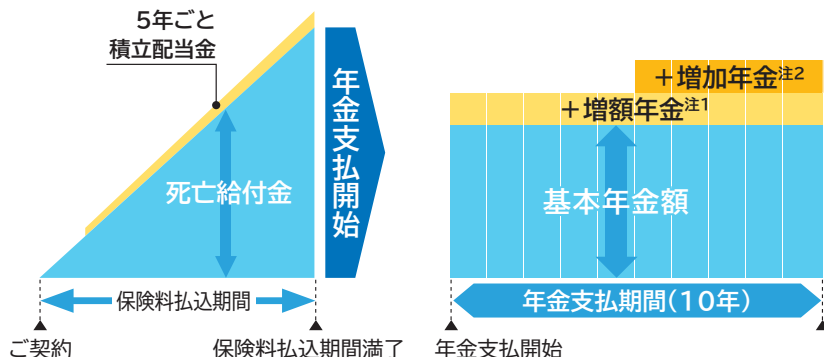 5年ごと
積立配当金
死亡給付金
年金支払開始
保険料払込期間
ご契約
保険料払込期間満了
+増加年金注2
+増額年金注1
基本年金額
年金支払期間(10年)
年金支払開始